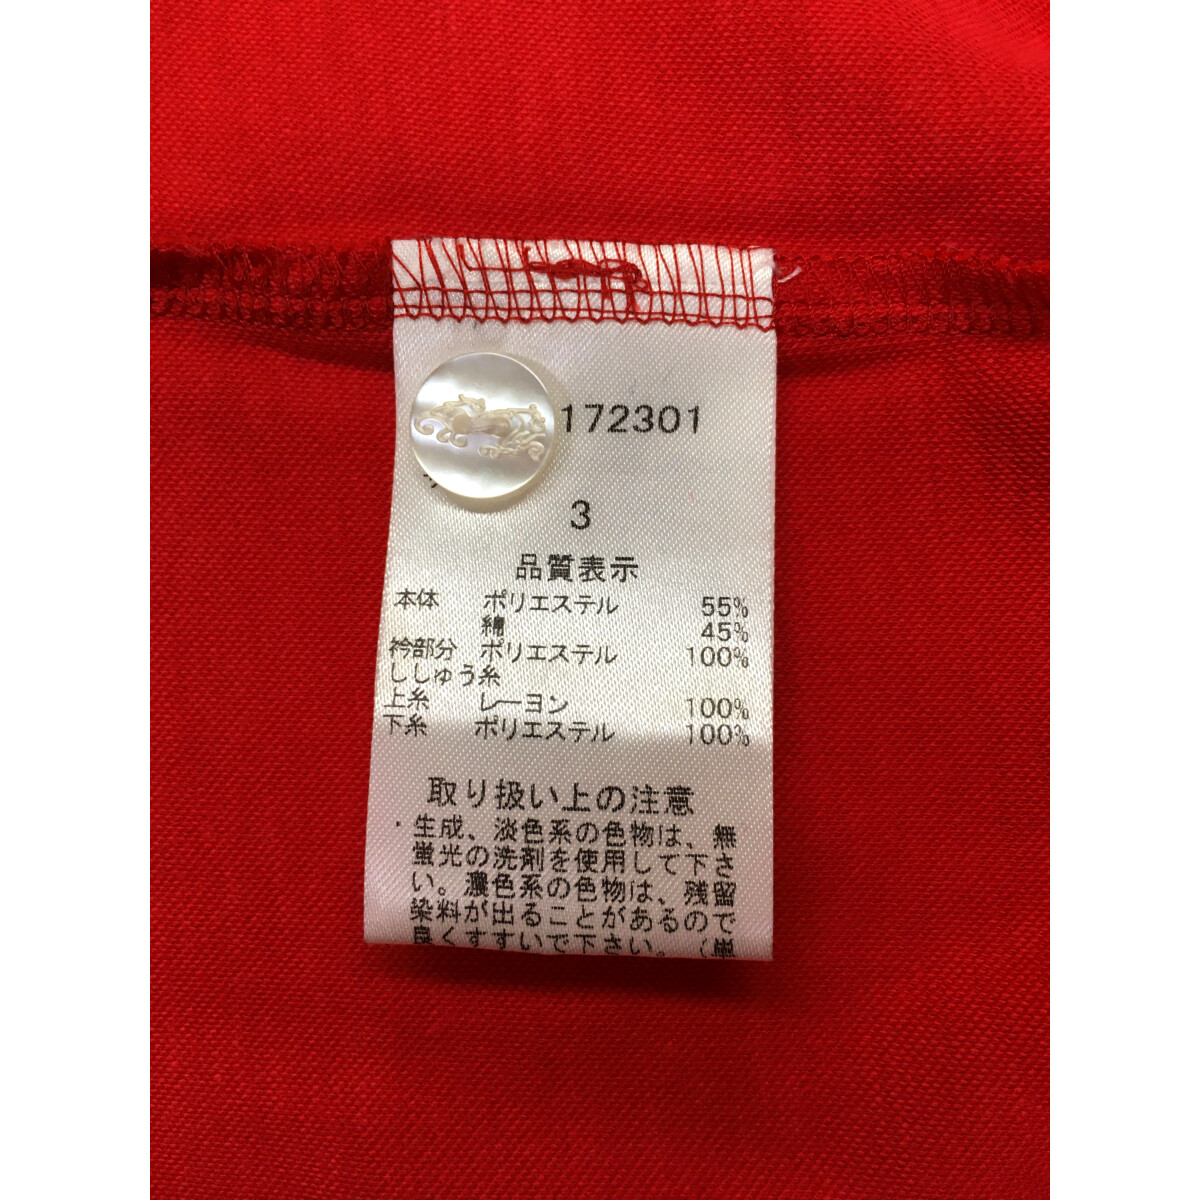 172301
3
品質表示
本体 ポリエステル 55%
綿 45%
衿部分 ポリエステル 100%
ししゅう糸
上糸 レーヨン 100%
下糸 ポリエステル 100%
取り扱い上の注意
・生成、淡色系の色物は、無
蛍光の洗剤を使用して下さ
い。濃色系の色物は、残留
染料が出ることがあるので
良くすすいで下さい。（単